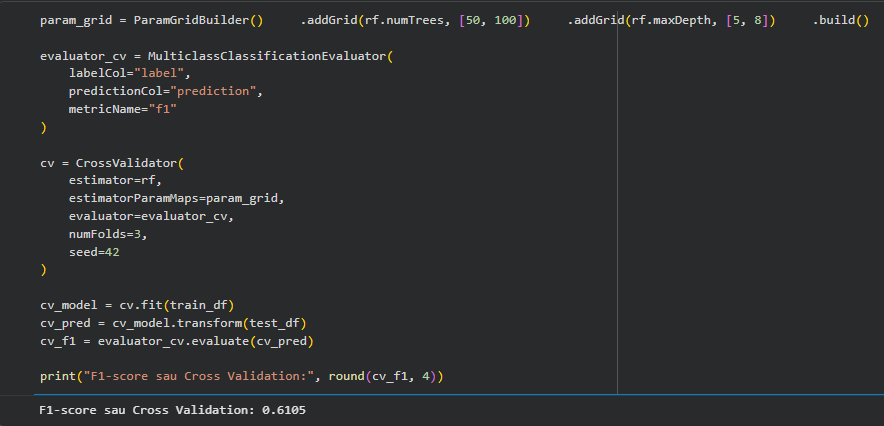 param_grid = ParamGridBuilder()     .addGrid(rf.numTrees, [50, 100])     .addGrid(rf.maxDepth, [5, 8])     .build()
evaluator_cv = MulticlassClassificationEvaluator(
    labelCol="label",
    predictionCol="prediction",
    metricName="f1"
)
cv = CrossValidator(
    estimator=rf,
    estimatorParamMaps=param_grid,
    evaluator=evaluator_cv,
    numFolds=3,
    seed=42
)
cv_model = cv.fit(train_df)
cv_pred = cv_model.transform(test_df)
cv_f1 = evaluator_cv.evaluate(cv_pred)
print("F1-score sau Cross Validation:", round(cv_f1, 4))
F1-score sau Cross Validation: 0.6105